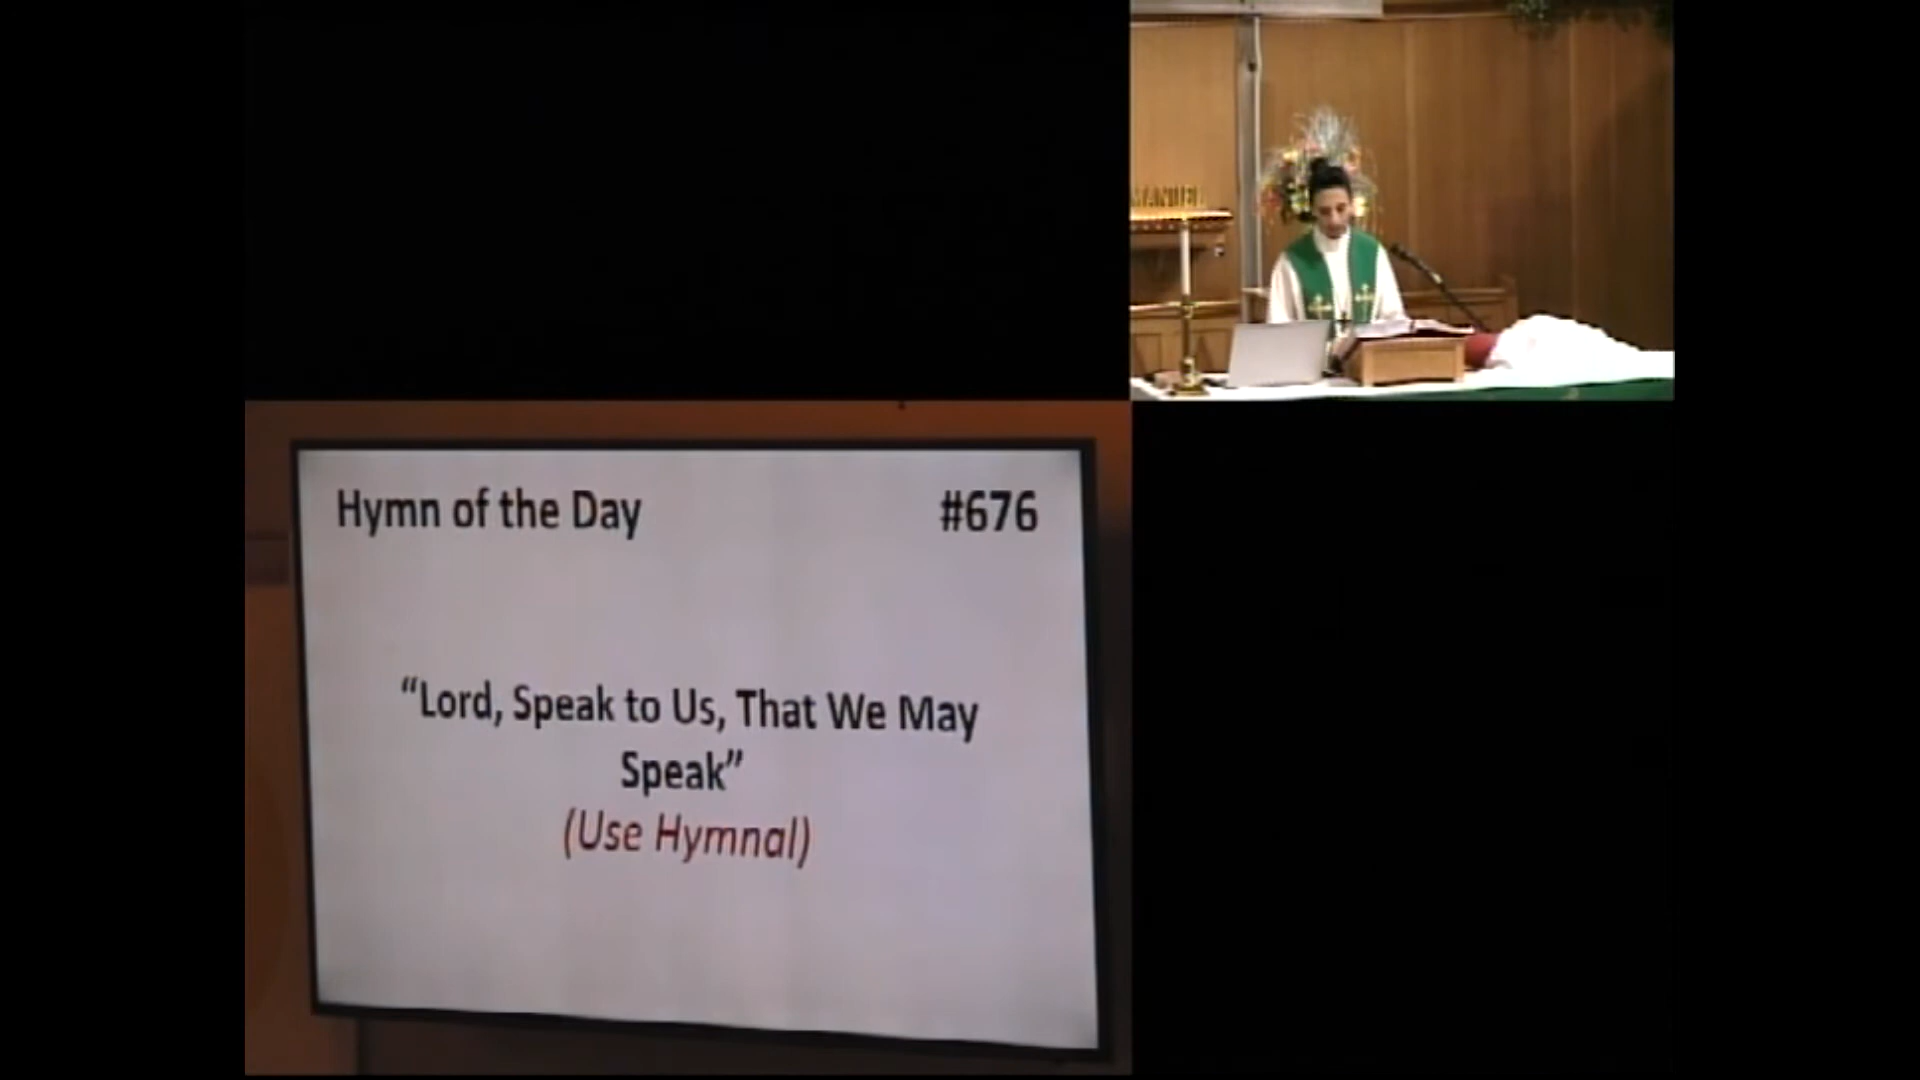 Hymn of the Day #676
“Lord, Speak to Us, That We May
Speak”
(Use Hymnal)